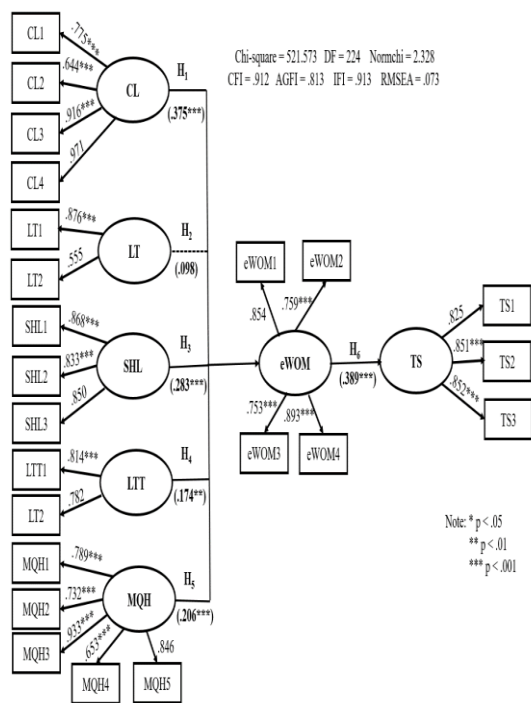 Chi-square = 521.573 DF = 224 Normchi = 2.328
CFI = .912 AGFI = .813 IFI = .913 RMSEA = .073
CL1
.775***
CL2
.644***
CL3
.916***
CL4
.971
CL
H1
(.375***)
LT1
.876***
LT2
.555
LT
H2
(.098)
SHL1
.868***
SHL2
.833***
SHL3
.850
SHL
H3
(.283***)
LTT1
.814***
LT2
.782
LTT
H4
(.174**)
MQH1
.789***
MQH2
.732***
MQH3
.933***
MQH4
.653***
MQH5
.846
MQH
H5
(.206***)
eWOM1
.854
eWOM2
.759***
eWOM
eWOM3
.753***
eWOM4
.893***
H6
(.389***)
TS
TS1
.825
TS2
.851***
TS3
.852***
Note: * p < .05
** p < .01
*** p < .001